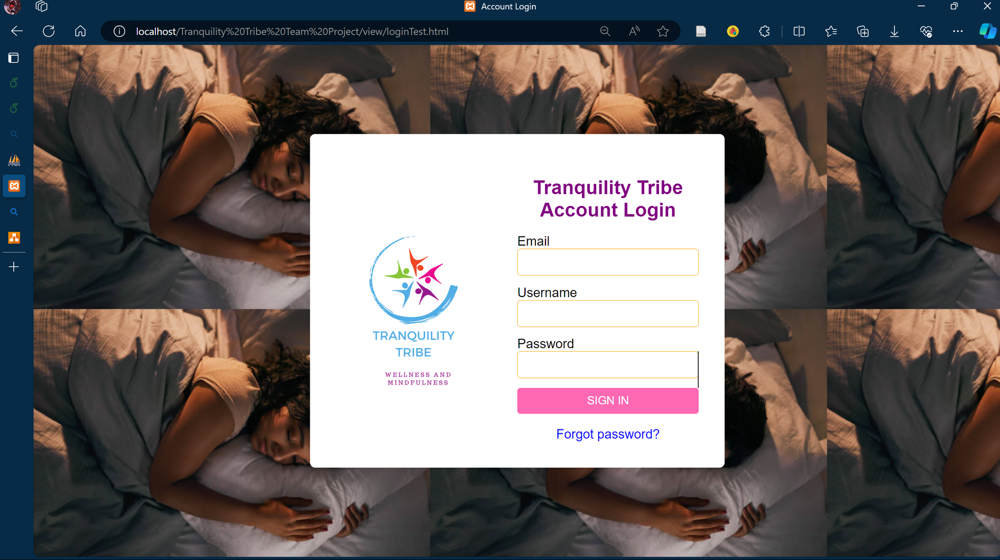 Account Login
localhost/Tranquility%20Tribe%20Team%20Project/view/loginTest.html
PMA
Tranquility Tribe
Account Login
Email
Username
Password
SIGN IN
Forgot password?
TRANQUILITY
TRIBE
WELLNESS AND
MINDFULNESS